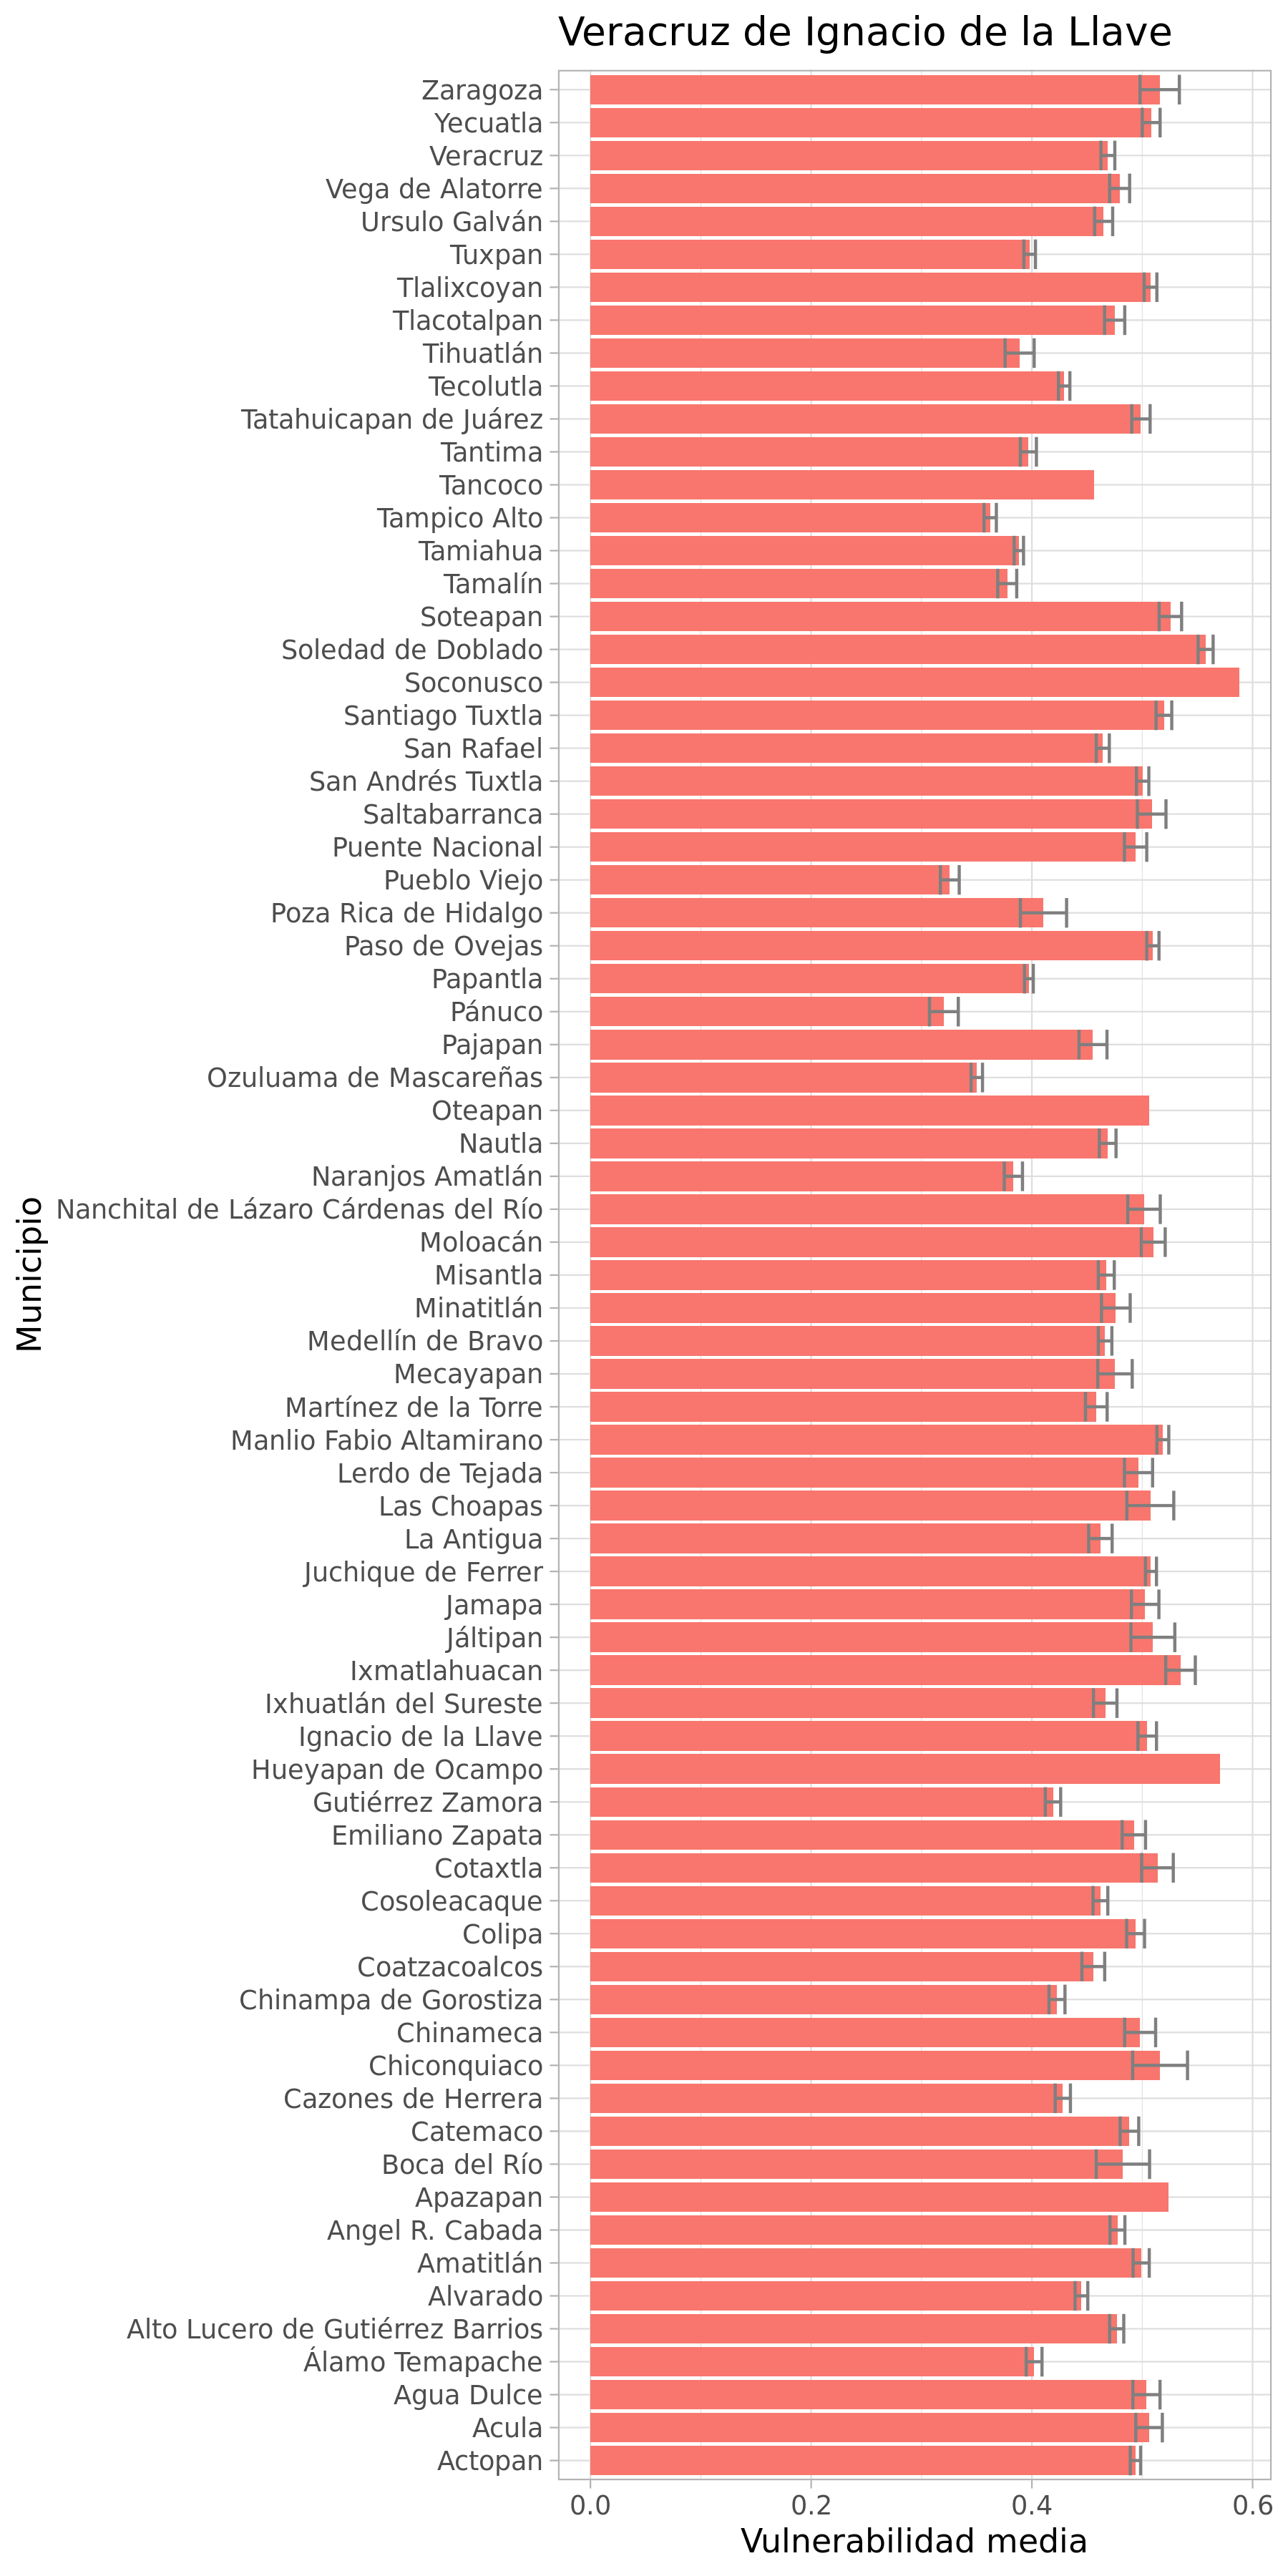 Veracruz de Ignacio de la Llave
Zaragoza
Yecuatla
Veracruz
Vega de Alatorre
Ursulo Galván
Tuxpan
Tlalixcoyan
Tlacotalpan
Tihuatlán
Tecolutla
Tatahuicapan de Juárez
Tantima
Tancoco
Tampico Alto
Tamiahua
Tamalín
Soteapan
Soledad de Doblado
Soconusco
Santiago Tuxtla
San Rafael
San Andrés Tuxtla
Saltabarranca
Puente Nacional
Pueblo Viejo
Poza Rica de Hidalgo
Paso de Ovejas
Papantla
Pánuco
Pajapan
Ozuluama de Mascareñas
Oteapan
Nautla
Naranjos Amatlán
Nanchital de Lázaro Cárdenas del Río
Moloacán
Misantla
Minatitlán
Medellín de Bravo
Mecayapan
Martínez de la Torre
Manlio Fabio Altamirano
Lerdo de Tejada
Las Choapas
La Antigua
Juchique de Ferrer
Jamapa
Jáltipan
Ixmatlahuacan
Ixhuatlán del Sureste
Ignacio de la Llave
Hueyapan de Ocampo
Gutiérrez Zamora
Emiliano Zapata
Cotaxtla
Cosoleacaque
Colipa
Coatzacoalcos
Chinampa de Gorostiza
Chinameca
Chiconquiaco
Cazones de Herrera
Catemaco
Boca del Río
Apazapan
Angel R. Cabada
Amatitlán
Alvarado
Alto Lucero de Gutiérrez Barrios
Álamo Temapache
Agua Dulce
Acula
Actopan
Municipio
0.0 0.2 0.4 0.6
Vulnerabilidad media